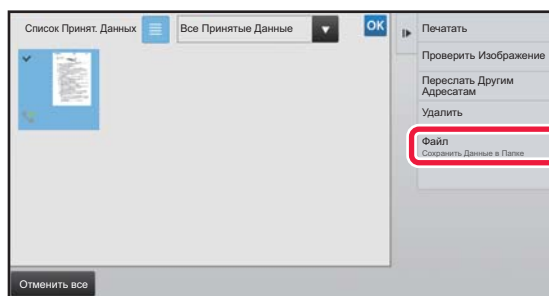 Список Принят. Данных
Все Принятые Данные
OK
Печатать
Проверить Изображение
Переслать Другим
Адресатам
Удалить
Файл
Сохранить Данные в Папке
Отменить все